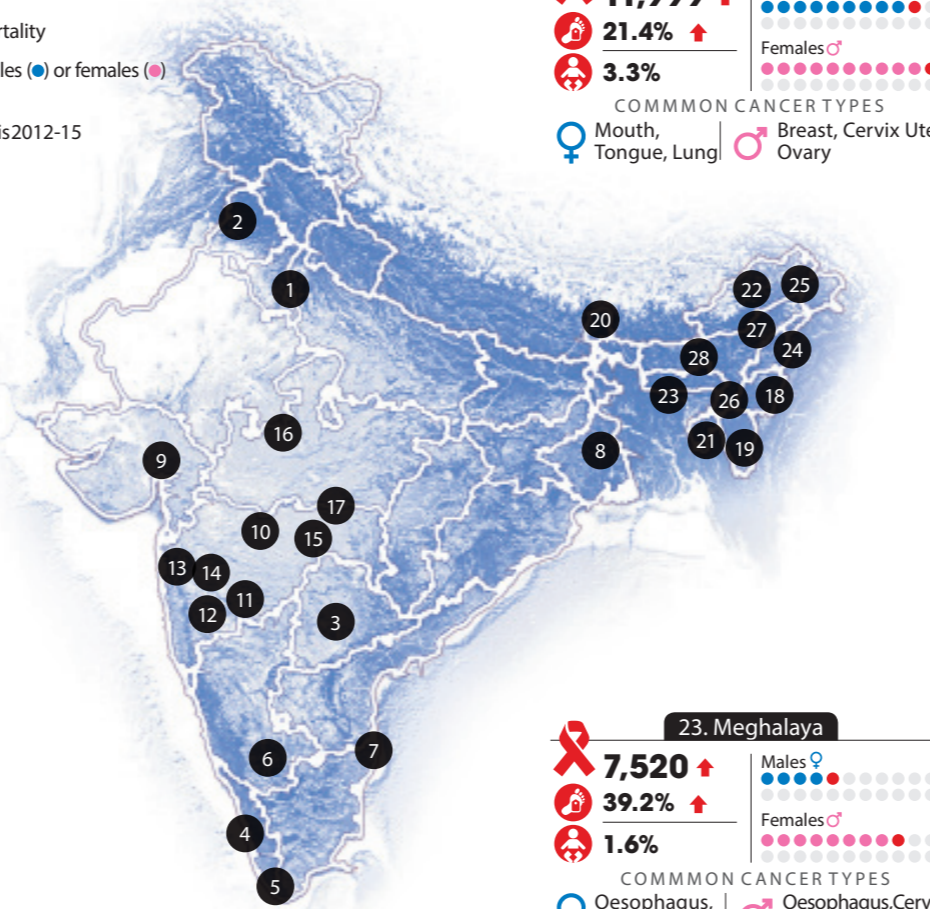 rtality
les ( ) or females ( )
is2012-15
21.4%
3.3%
Females♂
COMMMON CANCER TYPES
♀ Mouth,
Tongue, Lung
♂ Breast, Cervix Ute
Ovary
2
1
22
25
20
27
24
28
23
26
18
16
21
19
9
8
17
10
15
13
14
11
12
3
6
7
4
5
23. Meghalaya
7,520
39.2%
1.6%
Males♀
Females♂
COMMMON CANCER TYPES
Oesophagus,
Oesophagus,Cerv